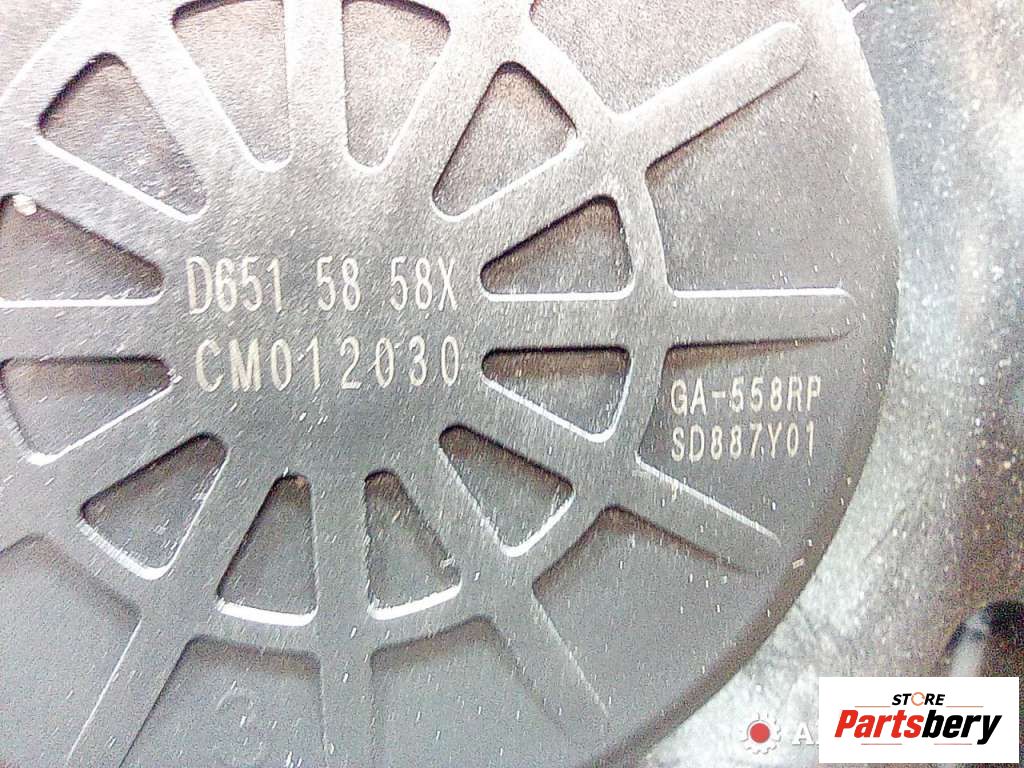 D651 58 58X
CM012030
GA-558RP
SD887Y01
STORE
Partsbery